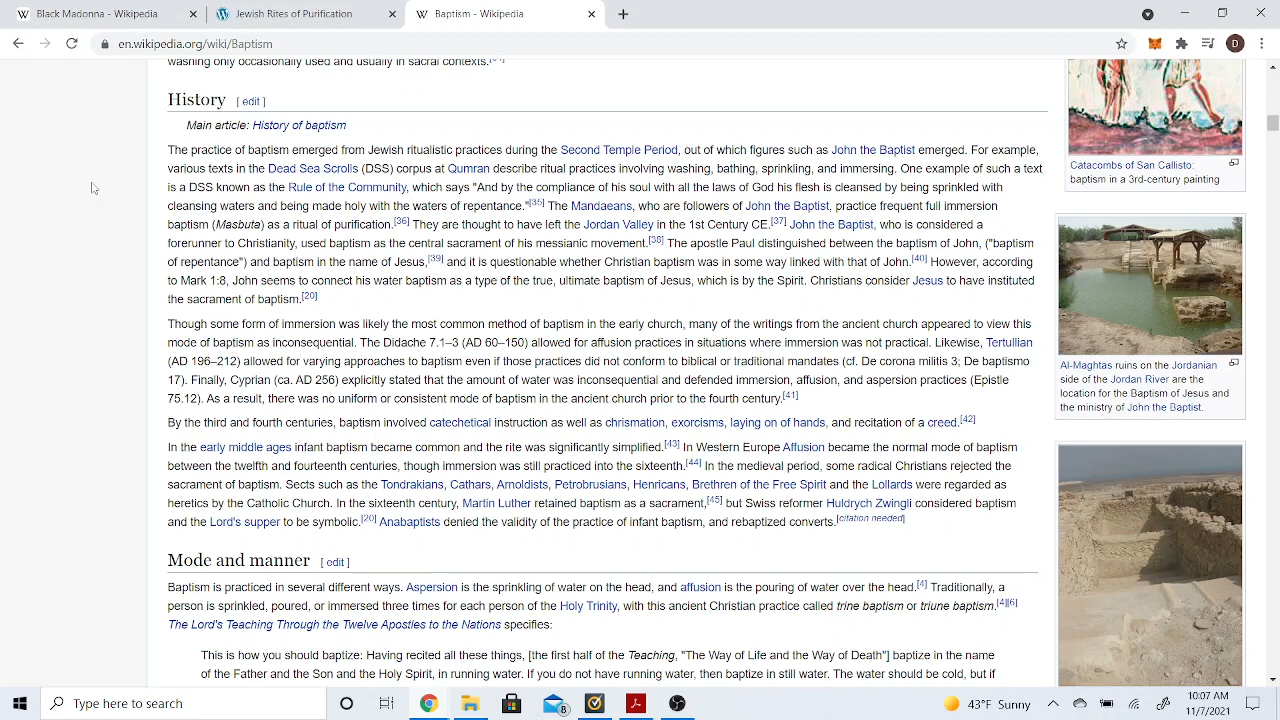 Black Madonna - Wikipedia
Jewish Rites of Purification
Baptism - Wikipedia
en.wikipedia.org/wiki/Baptism
D
washing only occasionally used and usually in sacral contexts.
History [ edit ]
Main article: History of baptism
The practice of baptism emerged from Jewish ritualistic practices during the Second Temple Period, out of which figures such as John the Baptist emerged. For example,
various texts in the Dead Sea Scrolls (DSS) corpus at Qumran describe ritual practices involving washing, bathing, sprinkling, and immersing. One example of such a text
is a DSS known as the Rule of the Community, which says "And by the compliance of his soul with all the laws of God his flesh is cleansed by being sprinkled with
cleansing waters and being made holy with the waters of repentance."[35] The Mandaeans, who are followers of John the Baptist, practice frequent full immersion
baptism (Masbuta) as a ritual of purification.[36] They are thought to have left the Jordan Valley in the 1st Century CE.[37] John the Baptist, who is considered a
forerunner to Christianity, used baptism as the central sacrament of his messianic movement.[38] The apostle Paul distinguished between the baptism of John, ("baptism
of repentance") and baptism in the name of Jesus,[39] and it is questionable whether Christian baptism was in some way linked with that of John.[40] However, according
to Mark 1:8, John seems to connect his water baptism as a type of the true, ultimate baptism of Jesus, which is by the Spirit. Christians consider Jesus to have instituted
the sacrament of baptism.[20]
Though some form of immersion was likely the most common method of baptism in the early church, many of the writings from the ancient church appeared to view this
mode of baptism as inconsequential. The Didache 7.1–3 (AD 60–150) allowed for affusion practices in situations where immersion was not practical. Likewise, Tertullian
(AD 196–212) allowed for varying approaches to baptism even if those practices did not conform to biblical or traditional mandates (cf. De corona militis 3; De baptismo
17). Finally, Cyprian (ca. AD 256) explicitly stated that the amount of water was inconsequential and defended immersion, affusion, and aspersion practices (Epistle
75.12). As a result, there was no uniform or consistent mode of baptism in the ancient church prior to the fourth century.[41]
By the third and fourth centuries, baptism involved catechetical instruction as well as chrismation, exorcisms, laying on of hands, and recitation of a creed.[42]
In the early middle ages infant baptism became common and the rite was significantly simplified.[43] In Western Europe Affusion became the normal mode of baptism
between the twelfth and fourteenth centuries, though immersion was still practiced into the sixteenth.[44] In the medieval period, some radical Christians rejected the
sacrament of baptism. Sects such as the Tondrakians, Cathars, Arnoldists, Petrobrusians, Henricans, Brethren of the Free Spirit and the Lollards were regarded as
heretics by the Catholic Church. In the sixteenth century, Martin Luther retained baptism as a sacrament,[45] but Swiss reformer Huldrych Zwingli considered baptism
and the Lord's supper to be symbolic.[20] Anabaptists denied the validity of the practice of infant baptism, and rebaptized converts.[citation needed]
Mode and manner [ edit ]
Baptism is practiced in several different ways. Aspersion is the sprinkling of water on the head, and affusion is the pouring of water over the head.[4] Traditionally, a
person is sprinkled, poured, or immersed three times for each person of the Holy Trinity, with this ancient Christian practice called trine baptism or triune baptism.[4][6]
The Lord's Teaching Through the Twelve Apostles to the Nations specifies:
This is how you should baptize: Having recited all these things, [the first half of the Teaching, "The Way of Life and the Way of Death"] baptize in the name
of the Father and the Son and the Holy Spirit, in running water. If you do not have running water, then baptize in still water. The water should be cold, but if
Catacombs of San Callisto:
baptism in a 3rd-century painting
Al-Maghtas ruins on the Jordanian
side of the Jordan River are the
location for the Baptism of Jesus and
the ministry of John the Baptist.
Type here to search
8
43°F Sunny
10:07 AM
11/7/2021